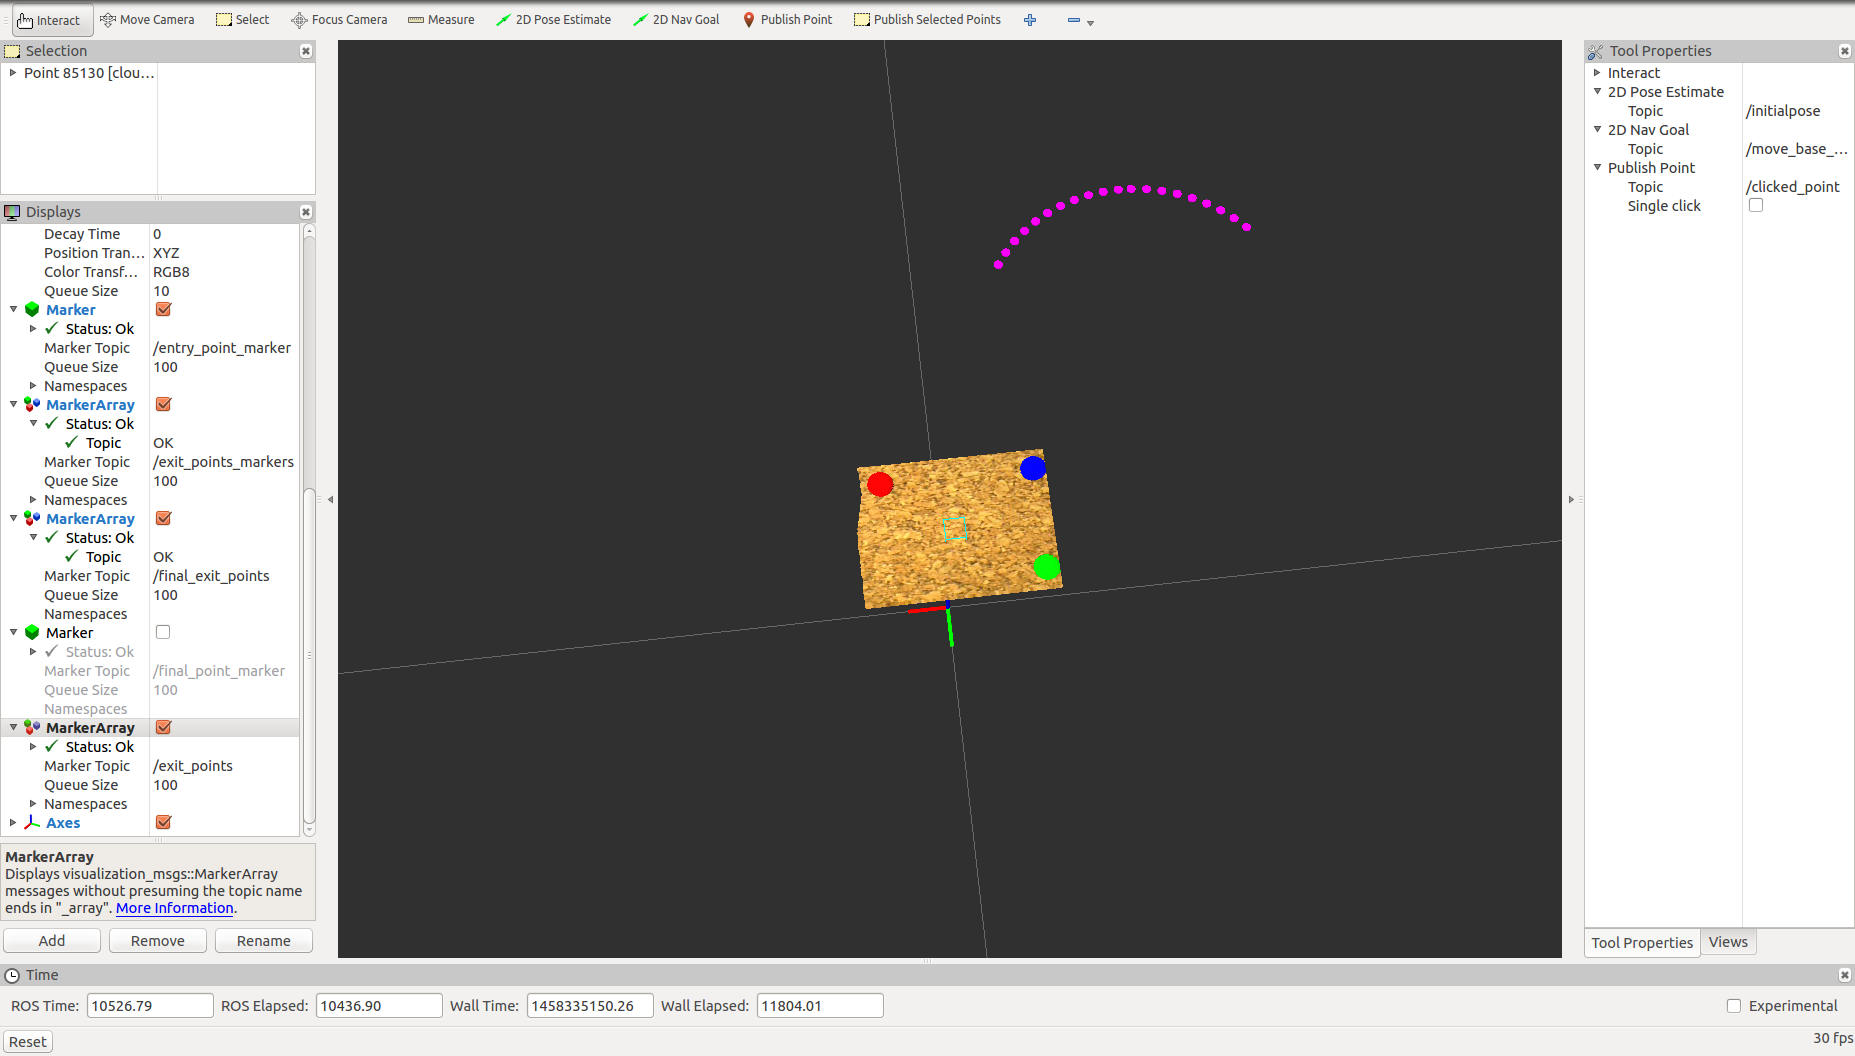 Interact Move Camera Select Focus Camera Measure 2D Pose Estimate 2D Nav Goal Publish Point Publish Selected Points
Selection
Point 85130 [clou...
Displays
Decay Time 0
Position Tran... XYZ
Color Transf... RGB8
Queue Size 10
Marker
Status: Ok
Marker Topic /entry_point_marker
Queue Size 100
Namespaces
MarkerArray
Status: Ok
Topic OK
Marker Topic /exit_points_markers
Queue Size 100
Namespaces
MarkerArray
Status: Ok
Topic OK
Marker Topic /final_exit_points
Queue Size 100
Namespaces
Marker
Status: Ok
Marker Topic /final_point_marker
Queue Size 100
Namespaces
MarkerArray
Status: Ok
Marker Topic /exit_points
Queue Size 100
Namespaces
Axes
MarkerArray
Displays visualization_msgs::MarkerArray
messages without presuming the topic name
ends in "_array". More Information.
Add Remove Rename
Tool Properties
Interact
2D Pose Estimate
Topic /initialpose
2D Nav Goal
Topic /move_base_...
Publish Point
Topic /clicked_point
Single click
Tool Properties Views
Time
ROS Time: 10526.79 ROS Elapsed: 10436.90 Wall Time: 1458335150.26 Wall Elapsed: 11804.01 Experimental
Reset 30 fps